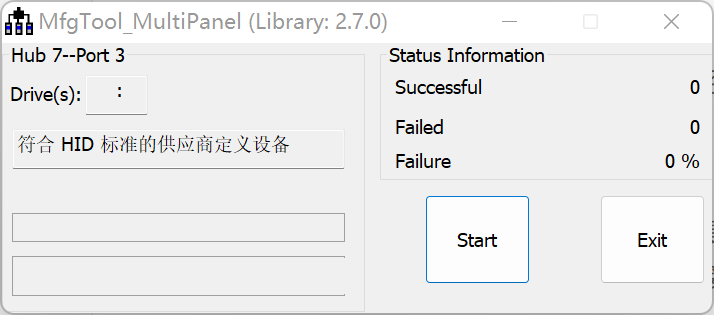 MfgTool_MultiPanel (Library: 2.7.0)
Hub 7--Port 3
Drive(s): :
符合 HID 标准的供应商定义设备
Status Information
Successful 0
Failed 0
Failure 0 %
Start
Exit